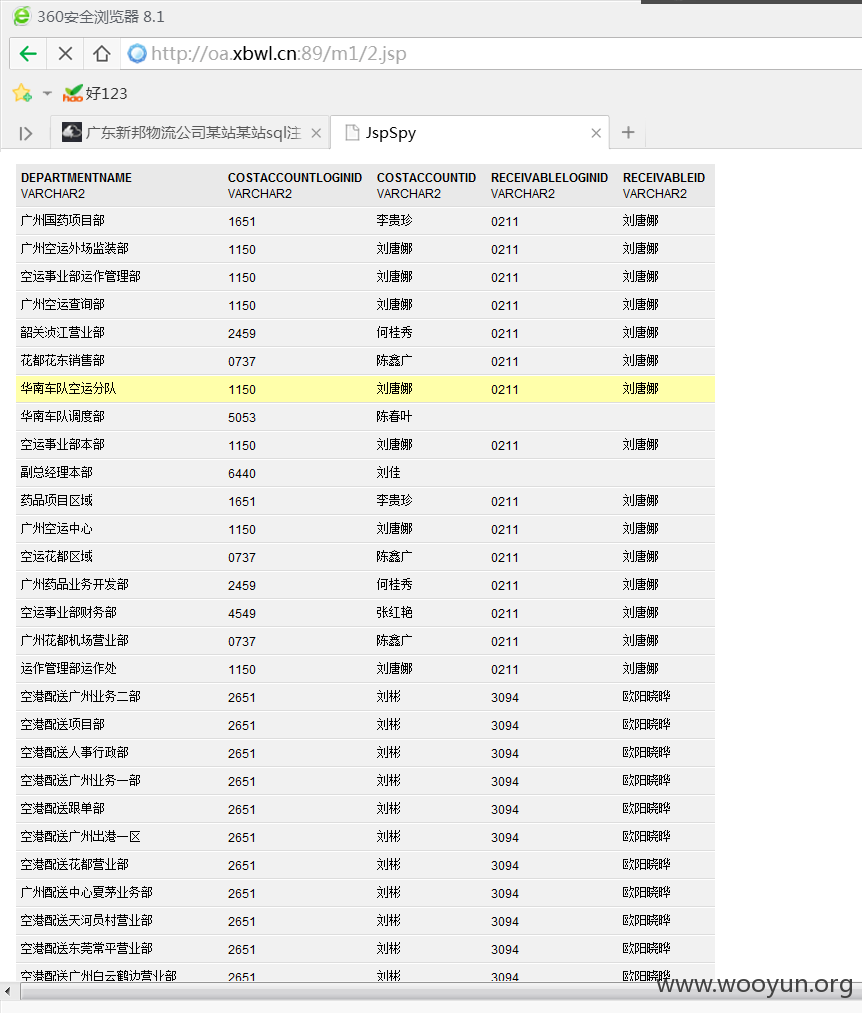 360安全浏览器 8.1
http://oa.xbwl.cn:89/m1/2.jsp
好123
广东新邦物流公司某站某站sql注 JspSpy
DEPARTMENTNAME COSTACCOUNTLOGINID COSTACCOUNTID RECEIVABLELOGINID RECEIVABLEID
VARCHAR2 VARCHAR2 VARCHAR2 VARCHAR2 VARCHAR2
广州国药项目部 1651 李贵珍 0211 刘唐娜
广州空运外场监装部 1150 刘唐娜 0211 刘唐娜
空运事业部运作管理部 1150 刘唐娜 0211 刘唐娜
广州空运查询部 1150 刘唐娜 0211 刘唐娜
韶关浈江营业部 2459 何桂秀 0211 刘唐娜
花都花东销售部 0737 陈鑫广 0211 刘唐娜
华南车队空运分队 1150 刘唐娜 0211 刘唐娜
华南车队调度部 5053 陈春叶
空运事业部本部 1150 刘唐娜 0211 刘唐娜
副总经理本部 6440 刘佳
药品项目区域 1651 李贵珍 0211 刘唐娜
广州空运中心 1150 刘唐娜 0211 刘唐娜
空运花都区域 0737 陈鑫广 0211 刘唐娜
广州药品业务开发部 2459 何桂秀 0211 刘唐娜
空运事业部财务部 4549 张红艳 0211 刘唐娜
广州花都机场营业部 0737 陈鑫广 0211 刘唐娜
运作管理部运作处 1150 刘唐娜 0211 刘唐娜
空港配送广州业务二部 2651 刘彬 3094 欧阳晓晔
空港配送项目部 2651 刘彬 3094 欧阳晓晔
空港配送人事行政部 2651 刘彬 3094 欧阳晓晔
空港配送广州业务一部 2651 刘彬 3094 欧阳晓晔
空港配送跟单部 2651 刘彬 3094 欧阳晓晔
空港配送广州出港一区 2651 刘彬 3094 欧阳晓晔
空港配送花都营业部 2651 刘彬 3094 欧阳晓晔
广州配送中心夏茅业务部 2651 刘彬 3094 欧阳晓晔
空港配送天河员村营业部 2651 刘彬 3094 欧阳晓晔
空港配送东莞常平营业部 2651 刘彬 3094 欧阳晓晔
空港配送广州白云鹤边营业部 2651 刘彬 3094 欧阳晓晔
www.wooyun.org